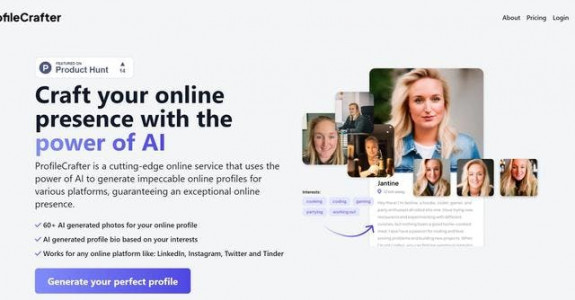 ofileCrafter
About Pricing Login
FEATURED ON
Product Hunt
14
Craft your online
presence with the
power of AI
ProfileCrafter is a cutting-edge online service that uses the
power of AI to generate impeccable online profiles for
various platforms, guaranteeing an exceptional online
presence.
60+ AI generated photos for your online profile
AI generated profile bio based on your interests
Works for any online platform like: LinkedIn, Instagram, Twitter and Tinder
Generate your perfect profile
Interests:
cooking coding gaming
partying working out
Jantine